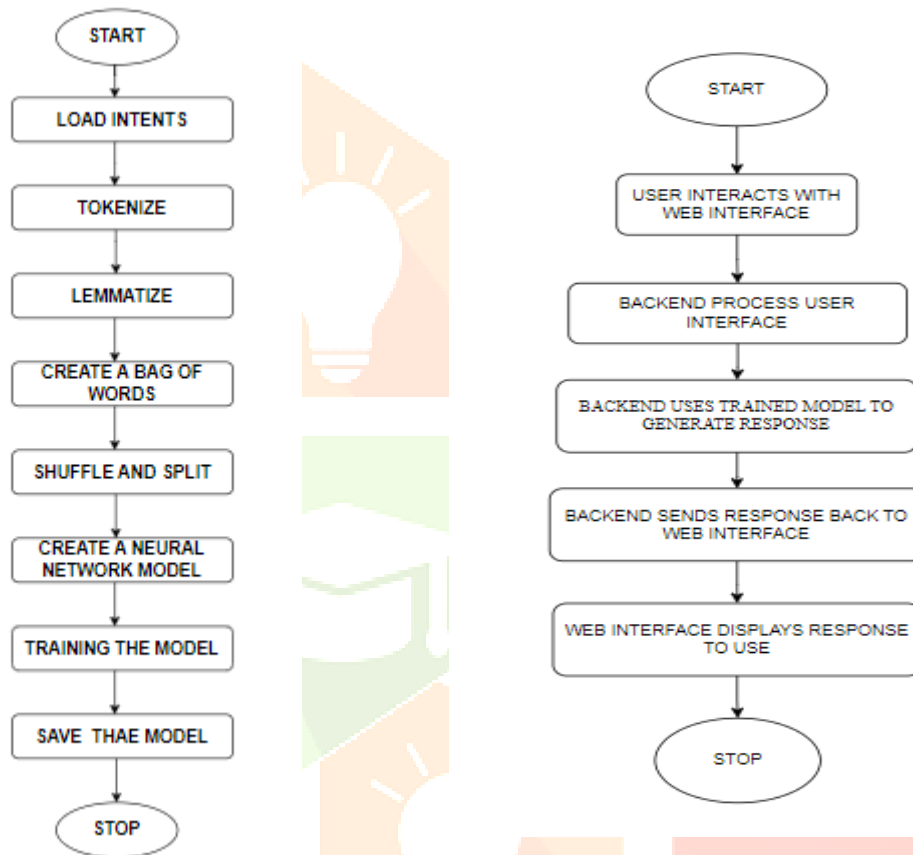 START
LOAD INTENTS
TOKENIZE
LEMMATIZE
CREATE A BAG OF
WORDS
SHUFFLE AND SPLIT
CREATE A NEURAL
NETWORK MODEL
TRAINING THE MODEL
SAVE THAE MODEL
STOP
START
USER INTERACTS WITH
WEB INTERFACE
BACKEND PROCESS USER
INTERFACE
BACKEND USES TRAINED MODEL TO
GENERATE RESPONSE
BACKEND SENDS RESPONSE BACK TO
WEB INTERFACE
WEB INTERFACE DISPLAYS RESPONSE
TO USE
STOP